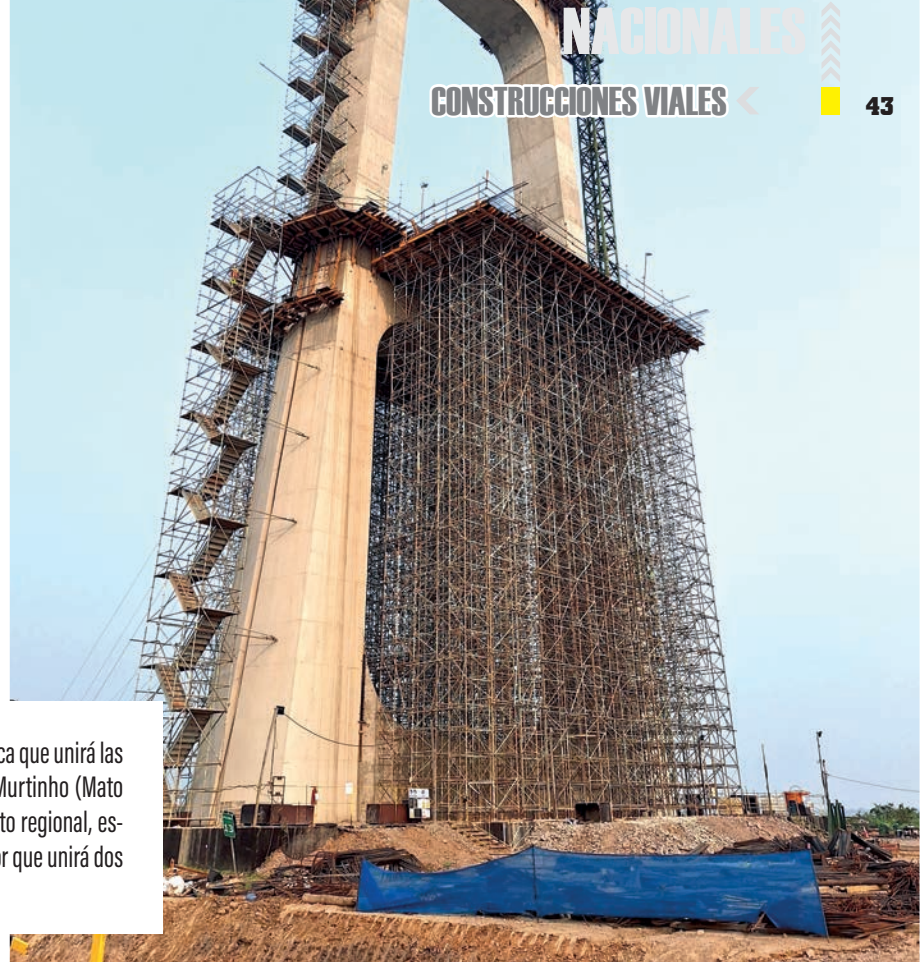 NACIONALES
CONSTRUCCIONES VIALES
43
ca que unirá las
Murtinho (Mato
to regional, es-
r que unirá dos